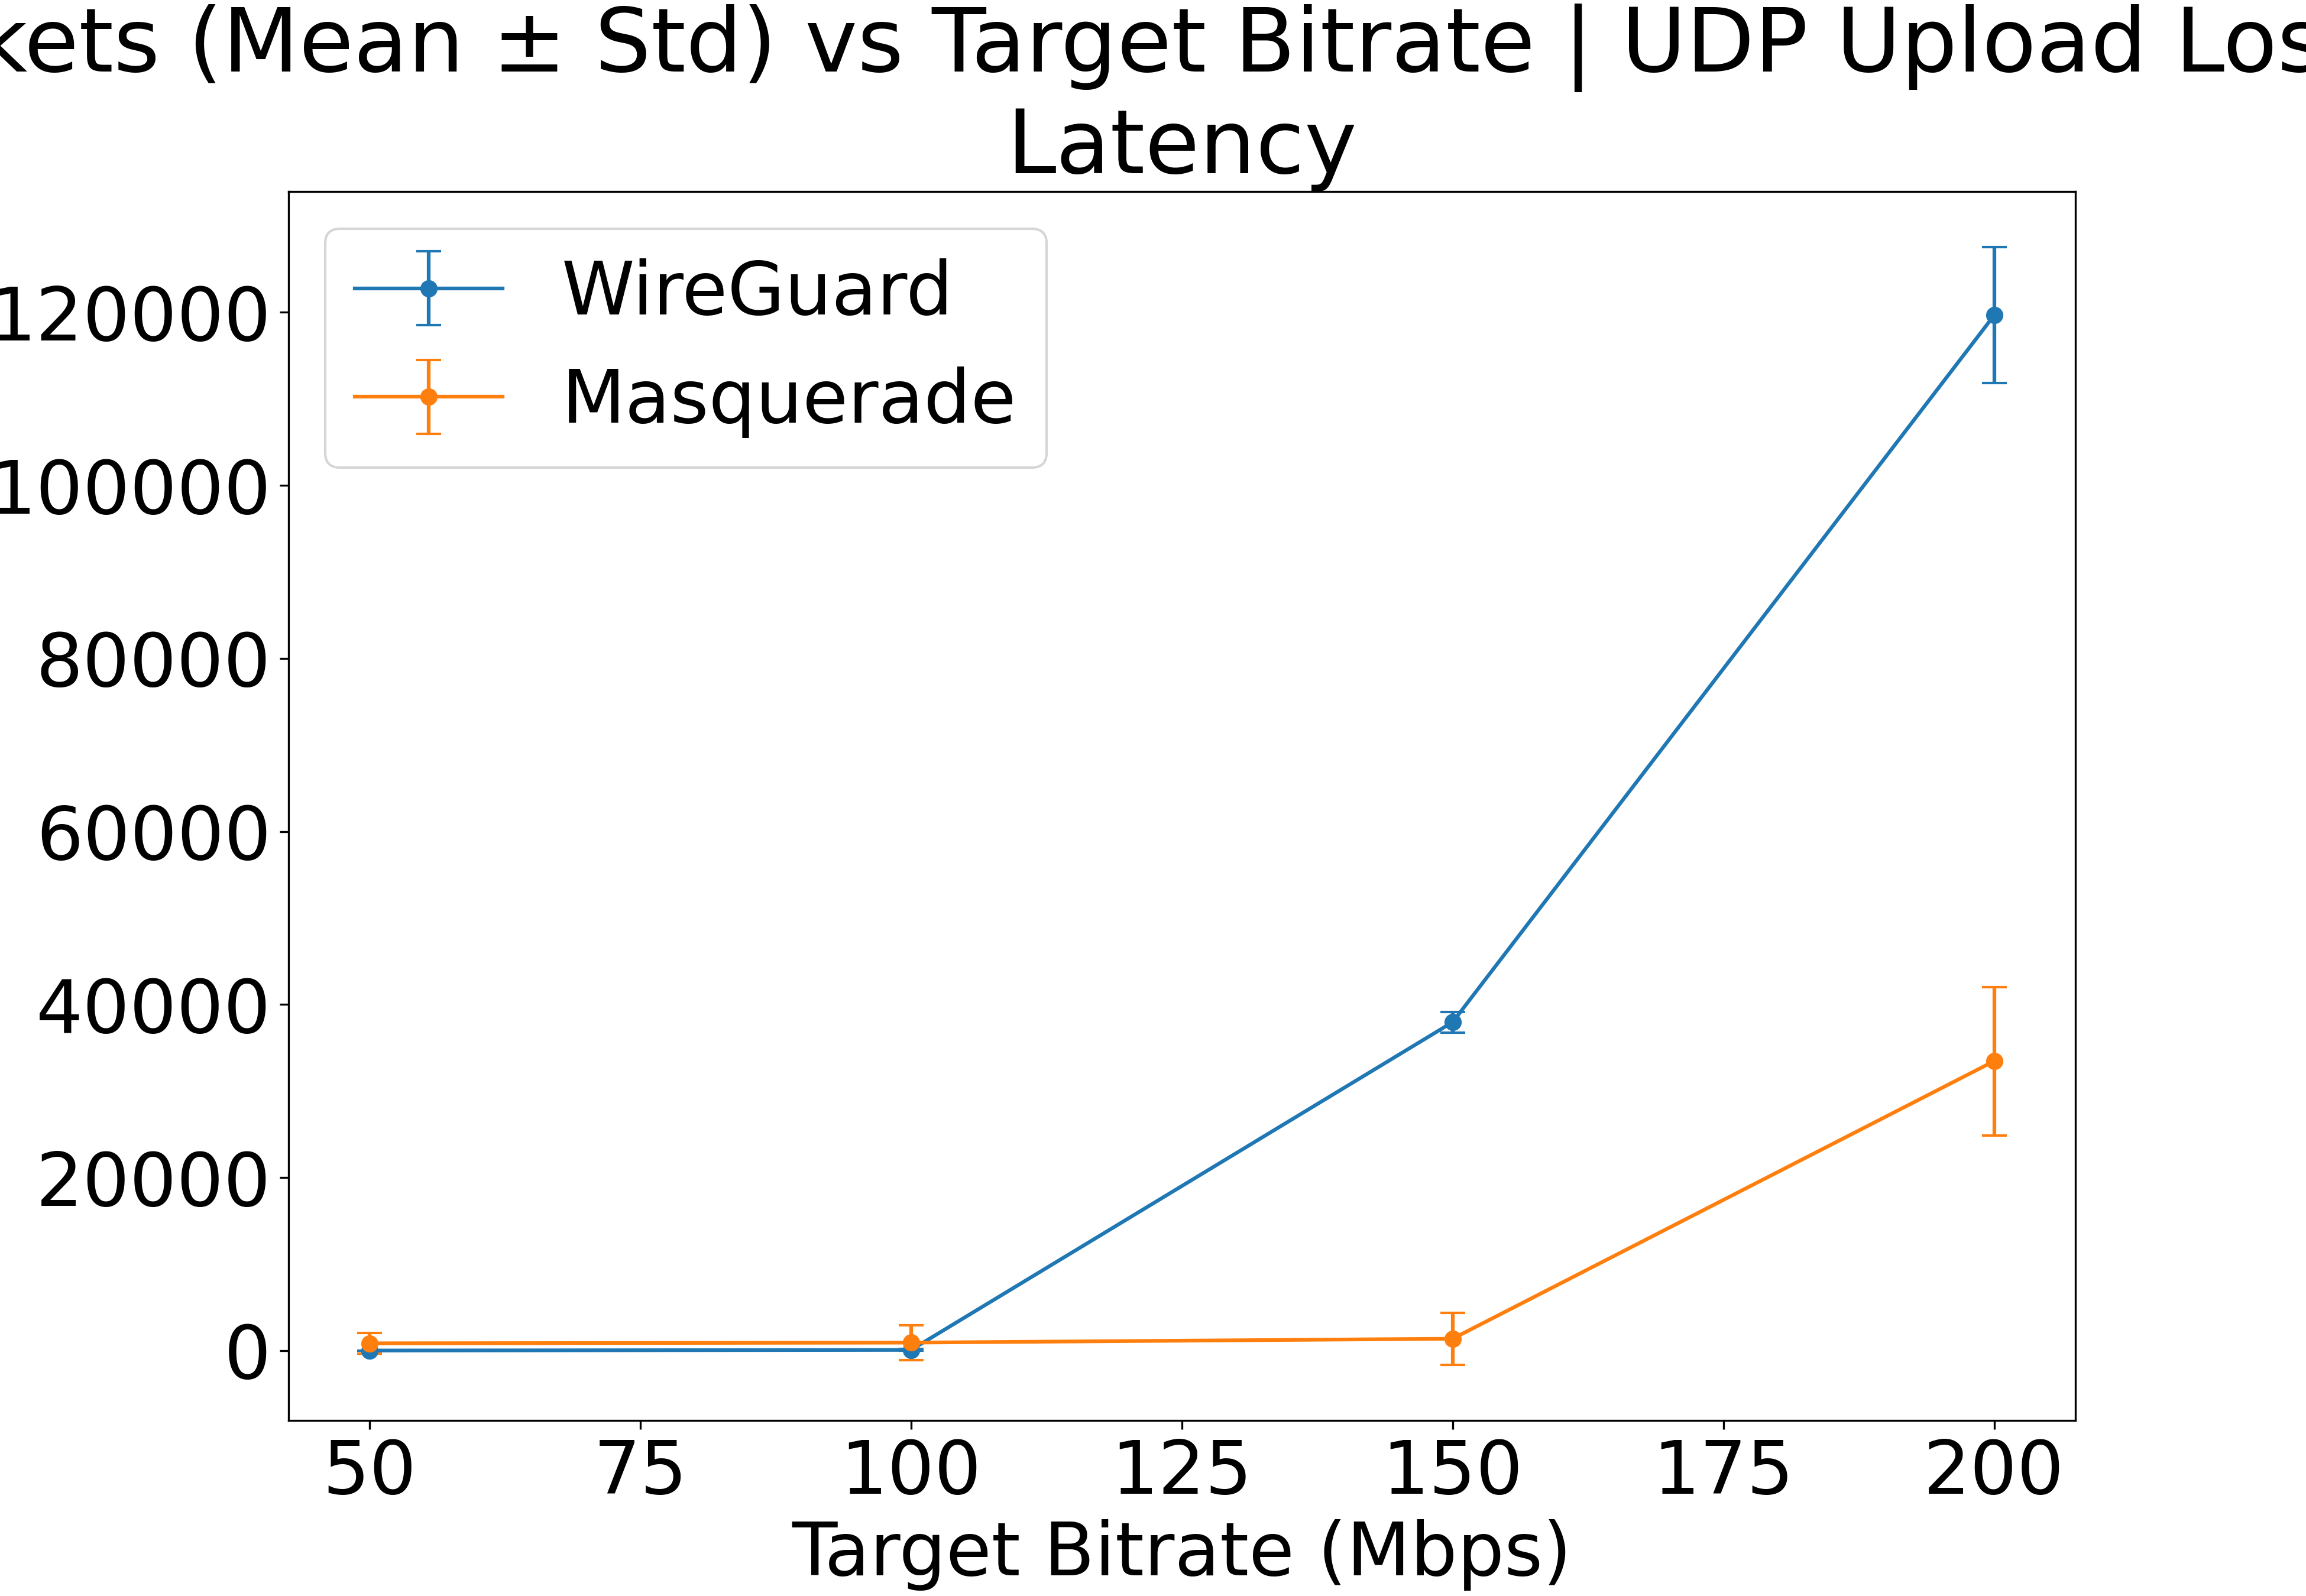 kets (Mean ± Std) vs Target Bitrate | UDP Upload Los
Latency
WireGuard
Masquerade
120000
100000
80000
60000
40000
20000
0
50 75 100 125 150 175 200
Target Bitrate (Mbps)